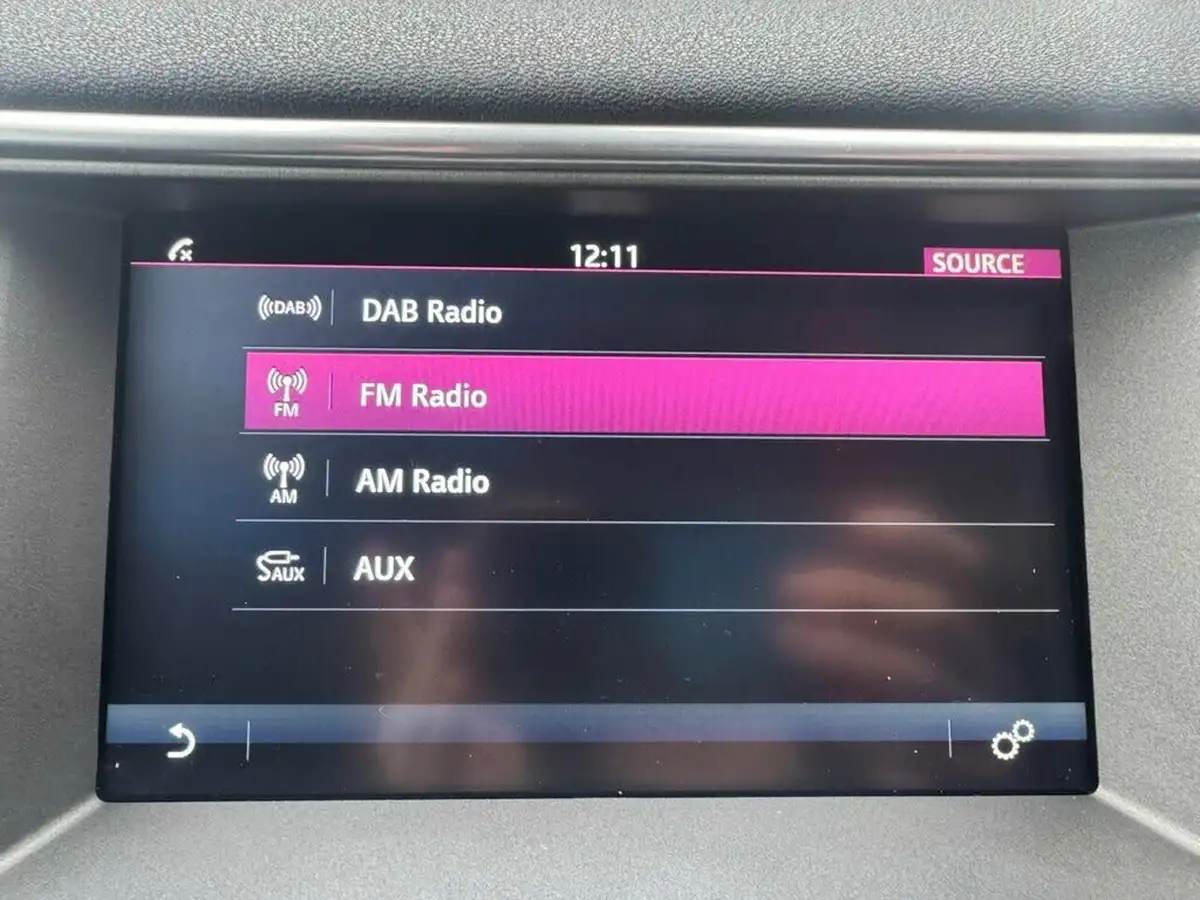 12:11
SOURCE
DAB
DAB Radio
FM
FM Radio
AM
AM Radio
AUX
AUX